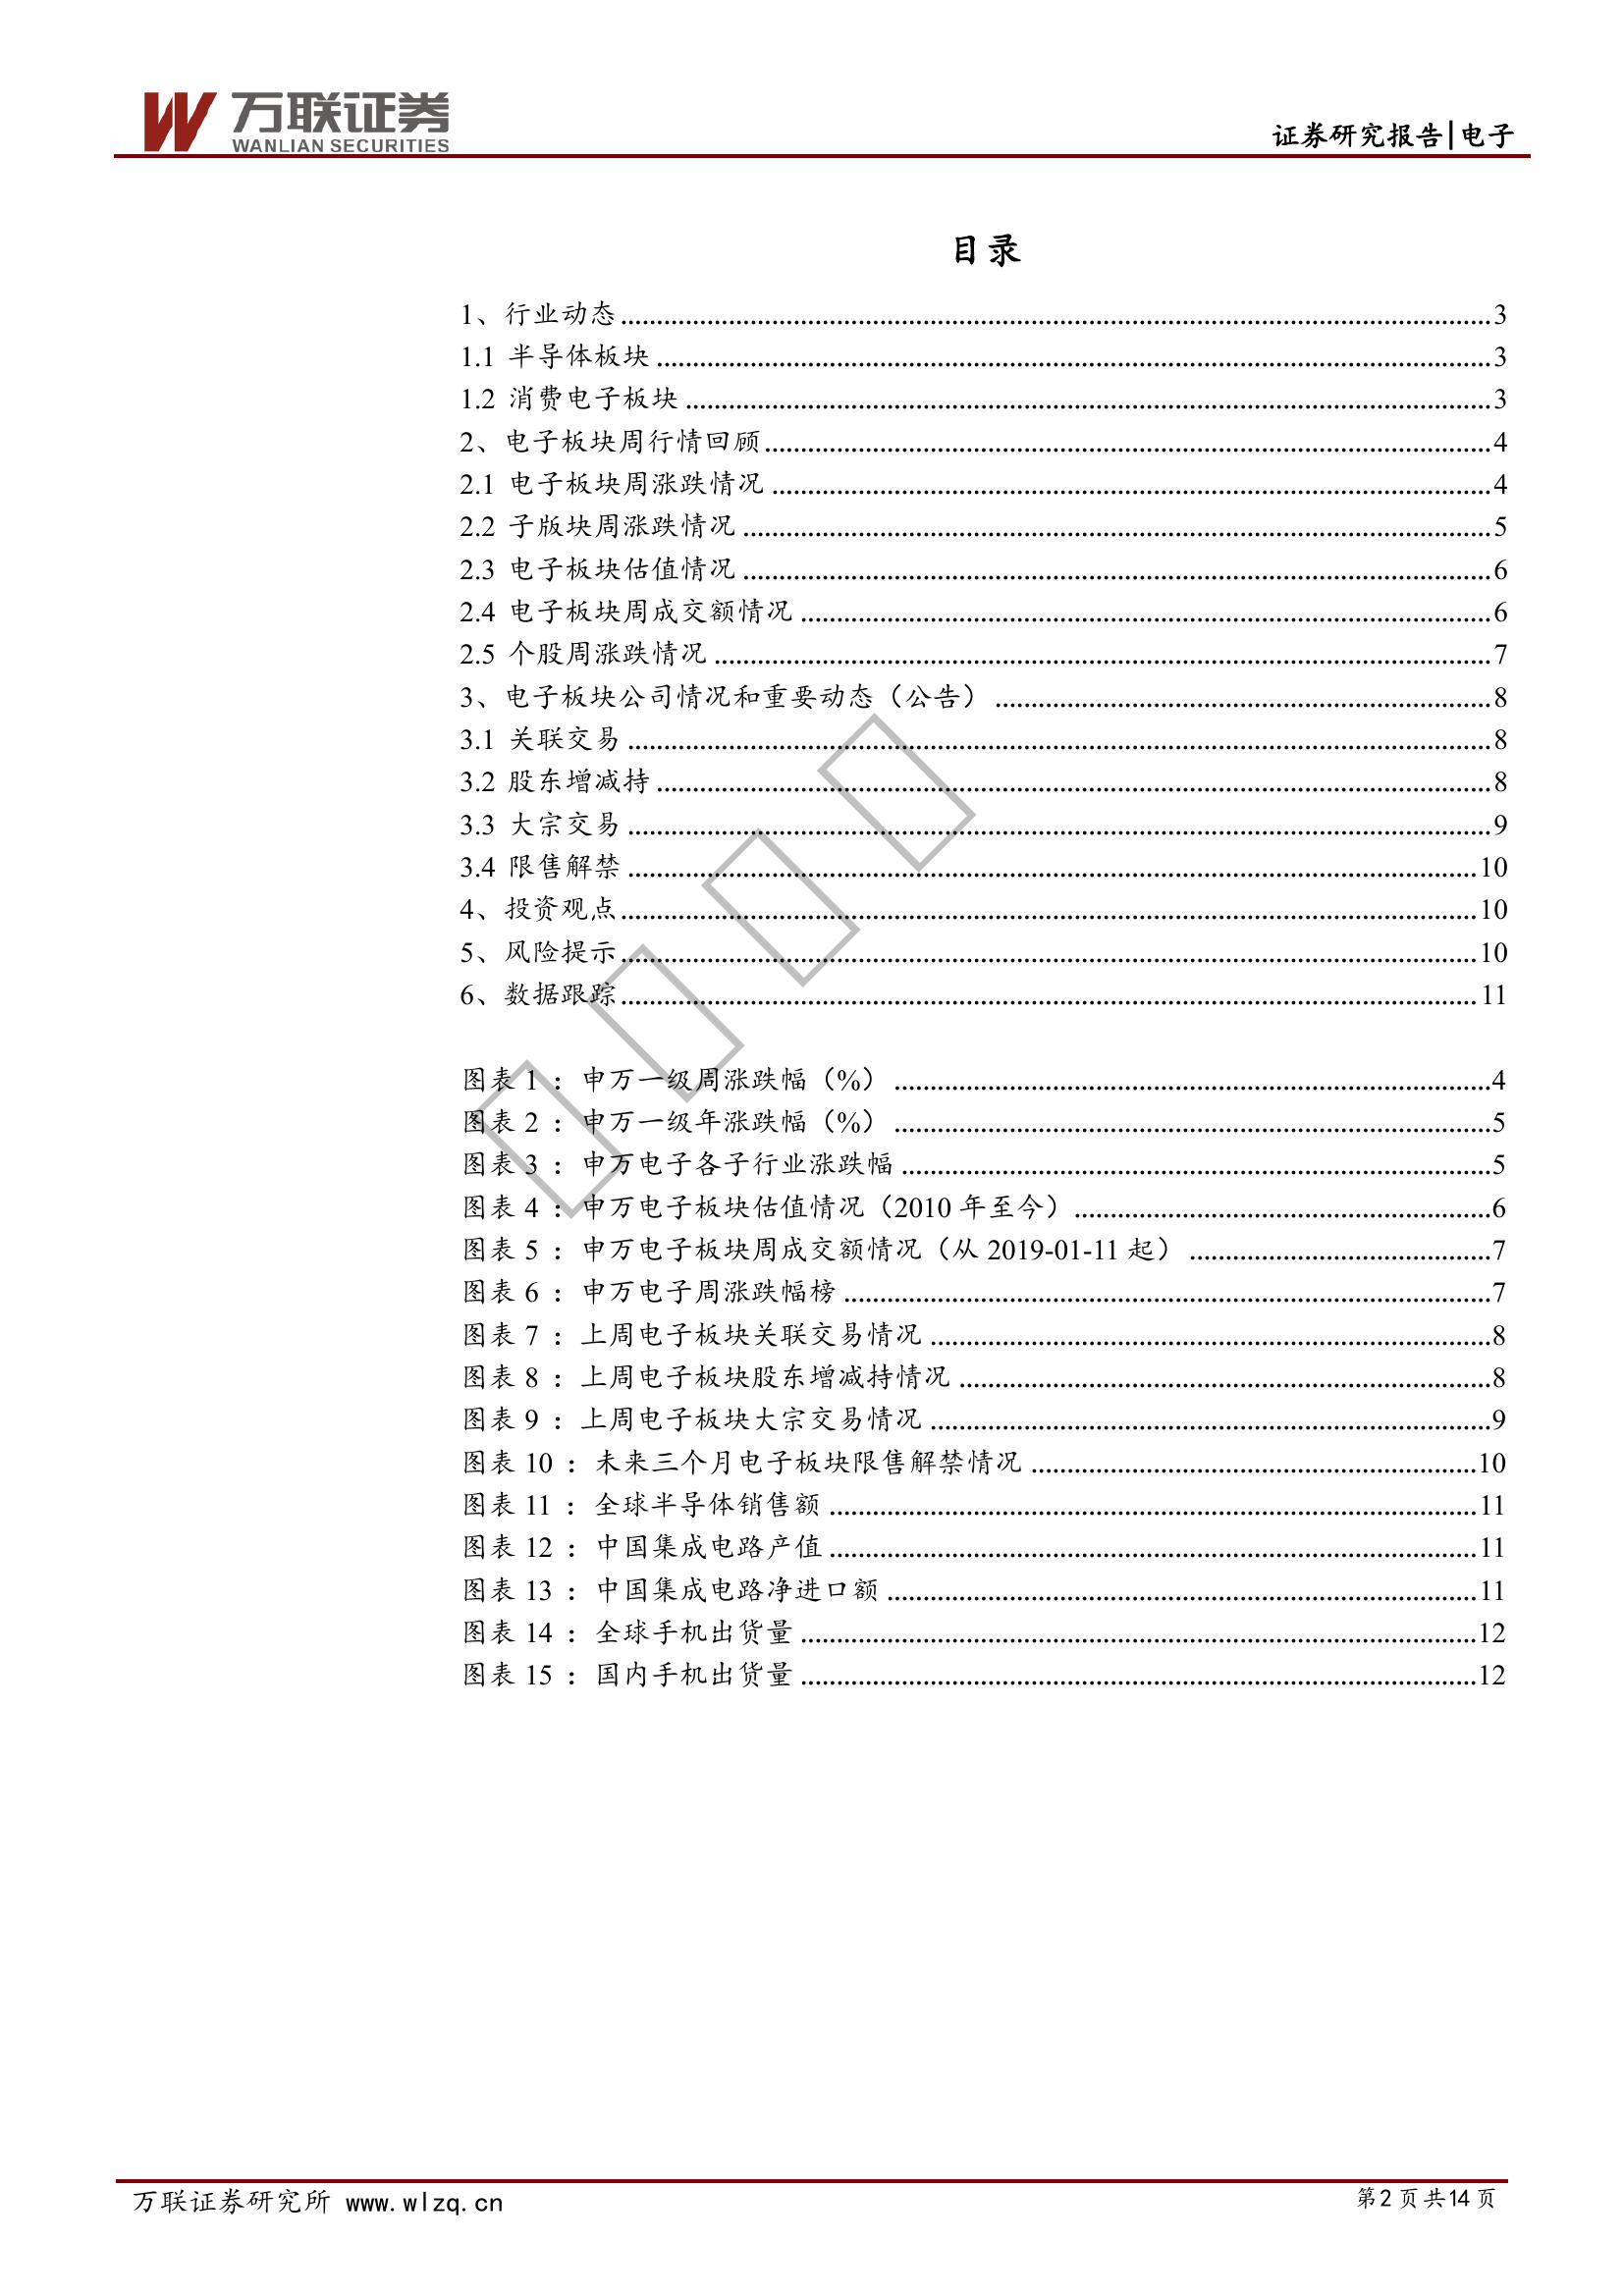 万联证券
WANLIAN SECURITIES
证券研究报告|电子
目录
1、行业动态........................................3
1.1 半导体板块........................................3
1.2 消费电子板块........................................3
2、电子板块周行情回顾........................................4
2.1 电子板块周涨跌情况........................................4
2.2 子版块周涨跌情况........................................5
2.3 电子板块估值情况........................................6
2.4 电子板块周成交额情况........................................6
2.5 个股周涨跌情况........................................7
3、电子板块公司情况和重要动态（公告）........................................8
3.1 关联交易........................................8
3.2 股东增减持........................................8
3.3 大宗交易........................................9
3.4 限售解禁........................................10
4、投资观点........................................10
5、风险提示........................................10
6、数据跟踪........................................11
图表 1 ：申万一级周涨跌幅（%）........................................4
图表 2 ：申万一级年涨跌幅（%）........................................5
图表 3 ：申万电子各子行业涨跌幅........................................5
图表 4 ：申万电子板块估值情况（2010 年至今）........................................6
图表 5 ：申万电子板块周成交额情况（从 2019-01-11 起）........................................7
图表 6 ：申万电子周涨跌幅榜........................................7
图表 7 ：上周电子板块关联交易情况........................................8
图表 8 ：上周电子板块股东增减持情况........................................8
图表 9 ：上周电子板块大宗交易情况........................................9
图表 10 ：未来三个月电子板块限售解禁情况........................................10
图表 11 ：全球半导体销售额........................................11
图表 12 ：中国集成电路产值........................................11
图表 13 ：中国集成电路净进口额........................................11
图表 14 ：全球手机出货量........................................12
图表 15 ：国内手机出货量........................................12
万联证券研究所 www.wlzq.cn
第2页共14页